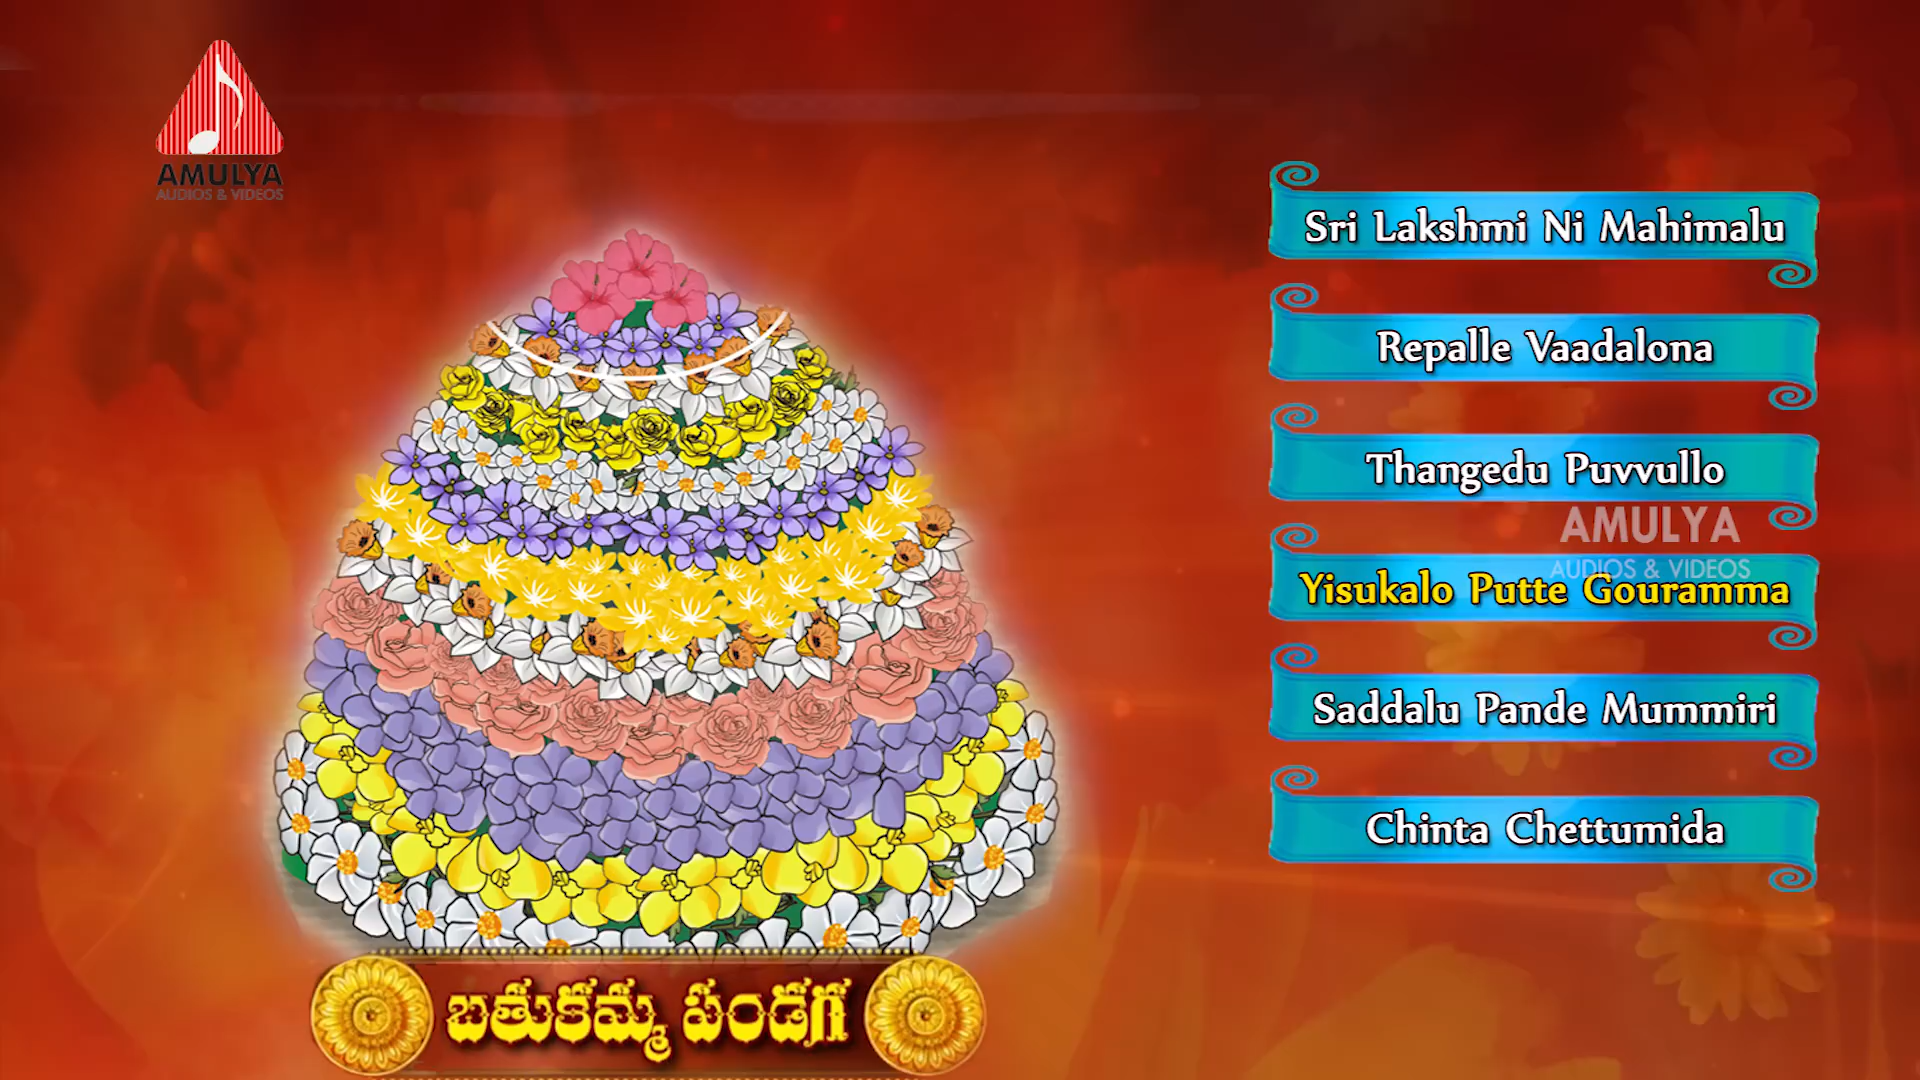 AMULYA
AUDIOS & VIDEOS
Sri Lakshmi Ni Mahimalu
Repalle Vaadalona
Thangedu Puvvullo
AMULYA
AUDIOS & VIDEOS
Yisukalo Putte Gouramma
Saddalu Pande Mummiri
Chinta Chettumida
బతుకమ్మ పండగ